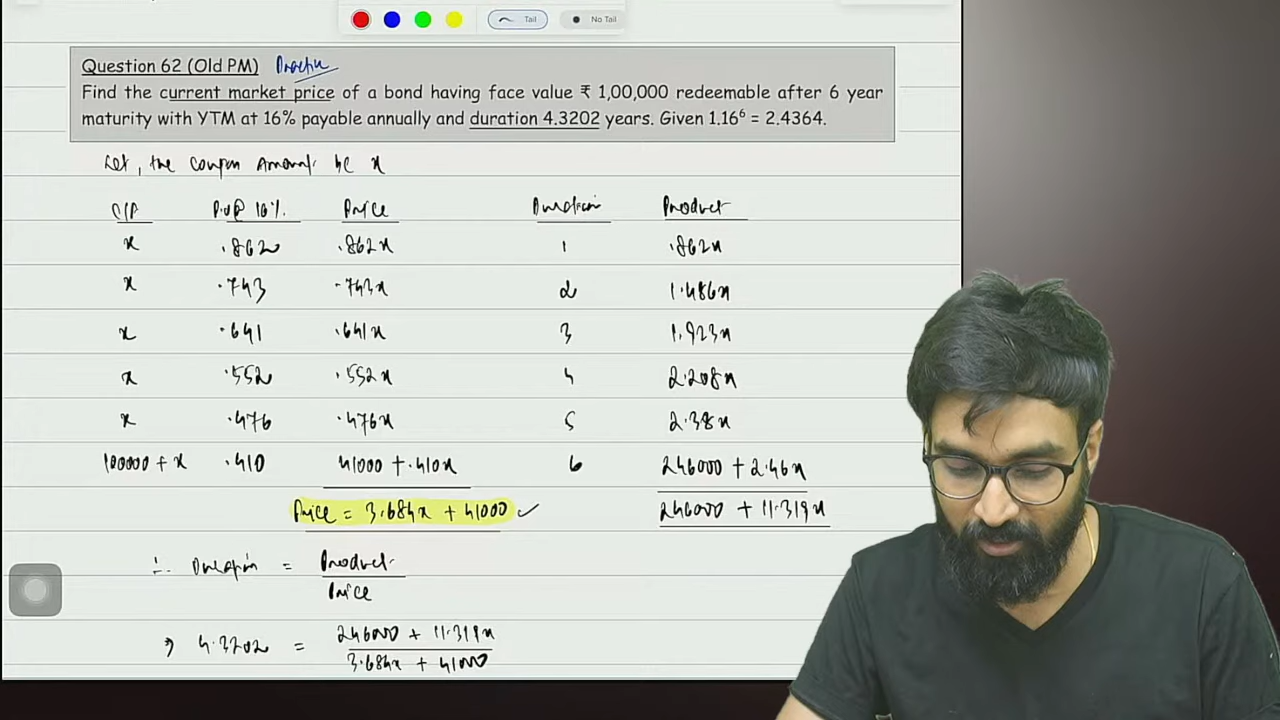 Tail No Tail
Question 62 (Old PM) Practice
Find the current market price of a bond having face value ₹ 1,00,000 redeemable after 6 year
maturity with YTM at 16% payable annually and duration 4.3202 years. Given 1.16⁶ = 2.4364.
Let, the Coupon Amount be x
C/F P.v@ 16% Price Duration Product
x .862 .862x 1 .862x
x .743 .743x 2 1.486x
x .641 .641x 3 1.923x
x .552 .552x 4 2.208x
x .476 .476x 5 2.38x
100000 + x .410 41000 + .410x 6 246000 + 2.46x
Price = 3.684x + 41000 ✓ 246000 + 11.319x
∴ Duration = Product
Price
⇒ 4.3202 = 246000 + 11.319x
3.684x + 41000